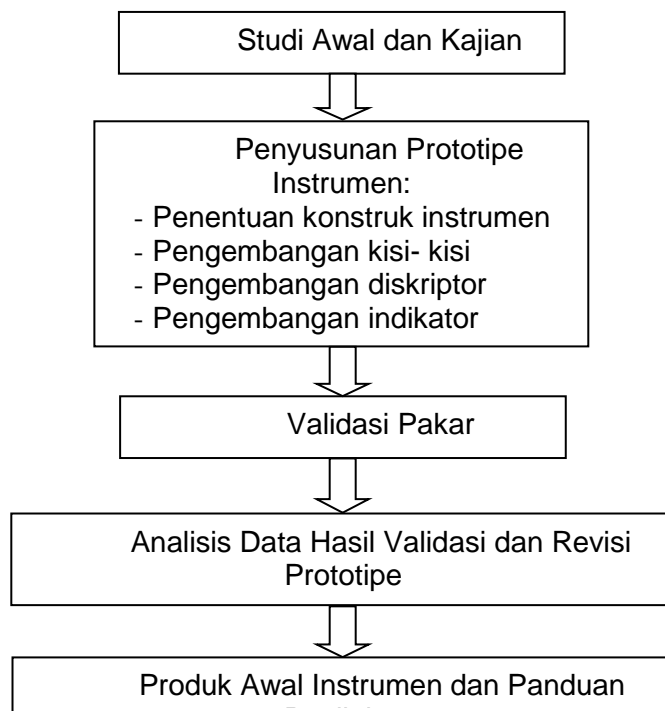 Studi Awal dan Kajian
Penyusunan Prototipe
Instrumen:
- Penentuan konstruk instrumen
- Pengembangan kisi- kisi
- Pengembangan diskriptor
- Pengembangan indikator
Validasi Pakar
Analisis Data Hasil Validasi dan Revisi
Prototipe
Produk Awal Instrumen dan Panduan